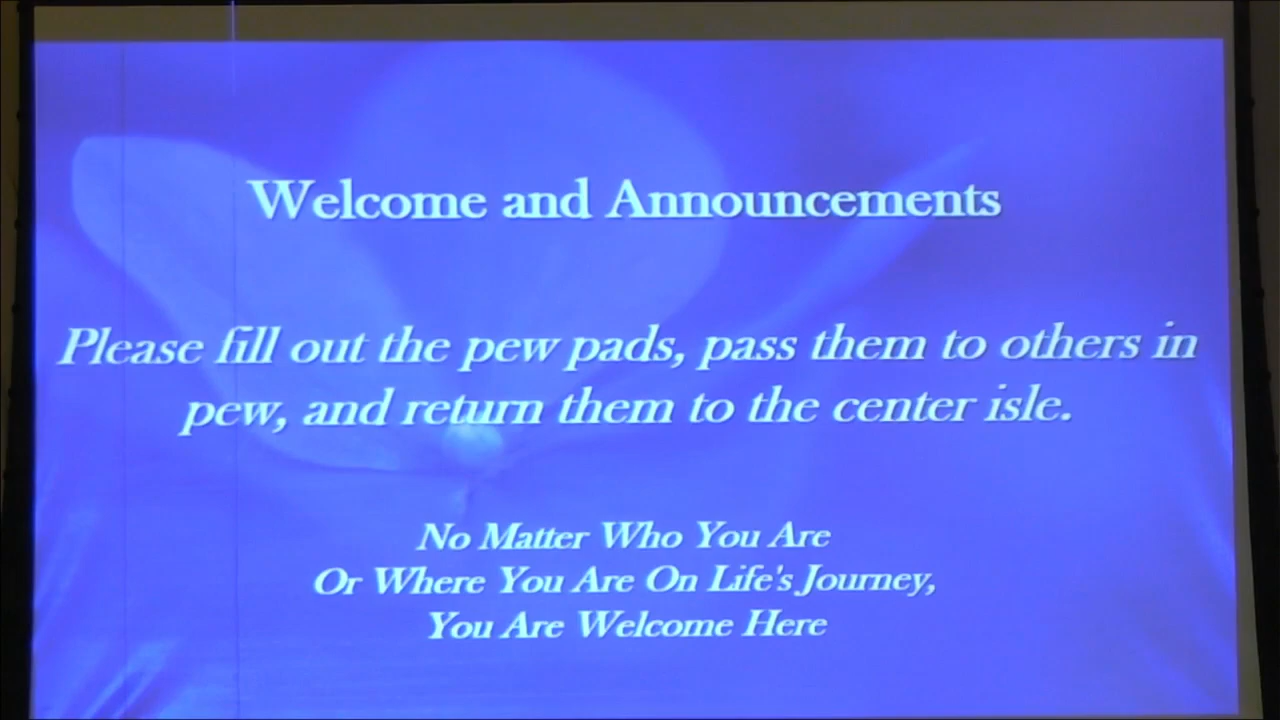 Welcome and Announcements
Please fill out the pew pads, pass them to others in
pew, and return them to the center isle.
No Matter Who You Are
Or Where You Are On Life's Journey,
You Are Welcome Here